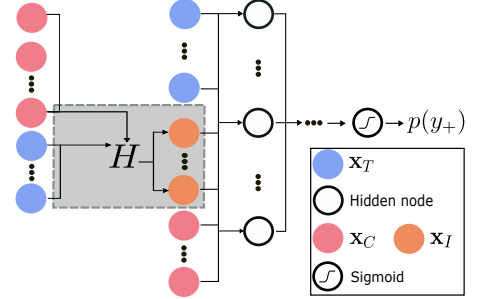 H
p(y₊)
x_T
Hidden node
x_C x_I
Sigmoid